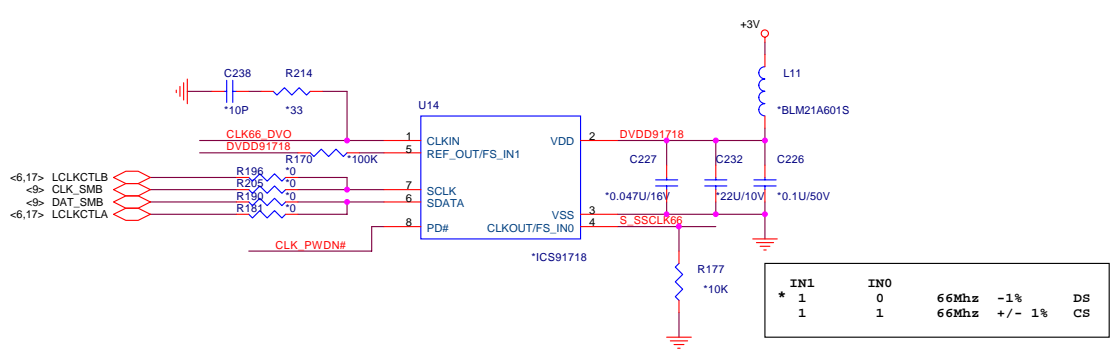 +3V
C238
R214
L11
*10P
*33
*BLM21A601S
U14
CLK66_DVO
1
CLKIN
VDD
2
DVDD91718
DVDD91718
5
REF_OUT/FS_IN1
R170
*100K
C227
C232
C226
<6,17> LCLKCTLB
R196
*0
<9> CLK_SMB
R205
*0
7
SCLK
*0.047U/16V
*22U/10V
*0.1U/50V
<9> DAT_SMB
R190
*0
6
SDATA
<6,17> LCLKCTLA
R181
*0
VSS
3
8
PD#
CLKOUT/FS_IN0
4
S_SSCLK66
CLK_PWDN#
*ICS91718
R177
*10K
IN1 IN0
* 1 0 66Mhz -1% DS
1 1 66Mhz +/- 1% CS